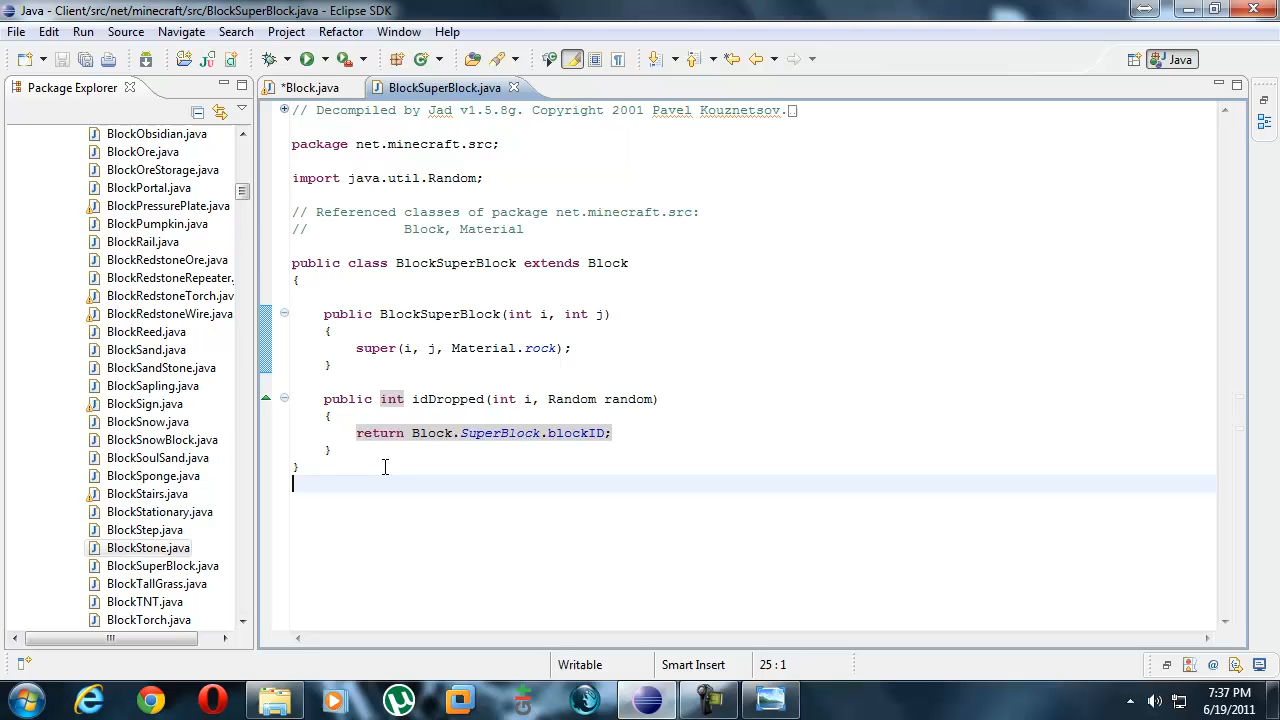 Java - Client/src/net/minecraft/src/BlockSuperBlock.java - Eclipse SDK
File Edit Run Source Navigate Search Project Refactor Window Help
Java
Package Explorer
*Block.java
BlockSuperBlock.java
BlockObsidian.java
BlockOre.java
BlockOreStorage.java
BlockPortal.java
BlockPressurePlate.java
BlockPumpkin.java
BlockRail.java
BlockRedstoneOre.java
BlockRedstoneRepeater.
BlockRedstoneTorch.jav
BlockRedstoneWire.java
BlockReed.java
BlockSand.java
BlockSandStone.java
BlockSapling.java
BlockSign.java
BlockSnow.java
BlockSnowBlock.java
BlockSoulSand.java
BlockSponge.java
BlockStairs.java
BlockStationary.java
BlockStep.java
BlockStone.java
BlockSuperBlock.java
BlockTallGrass.java
BlockTNT.java
BlockTorch.java
// Decompiled by Jad v1.5.8g. Copyright 2001 Pavel Kouznetsov.
package net.minecraft.src;
import java.util.Random;
// Referenced classes of package net.minecraft.src:
//            Block, Material
public class BlockSuperBlock extends Block
{
    public BlockSuperBlock(int i, int j)
    {
        super(i, j, Material.rock);
    }
    public int idDropped(int i, Random random)
    {
        return Block.SuperBlock.blockID;
    }
}
Writable
Smart Insert
25 : 1
7:37 PM
6/19/2011